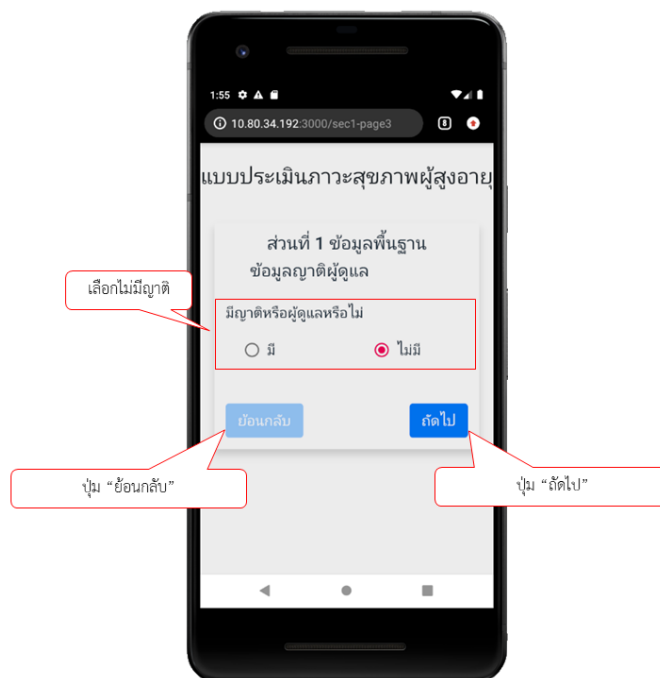 1:55
10.80.34.192:3000/sec1-page3
8
แบบประเมินภาวะสุขภาพผู้สูงอายุ
ส่วนที่ 1 ข้อมูลพื้นฐาน
ข้อมูลญาติผู้ดูแล
เลือกไม่มีญาติ
มีญาติหรือผู้ดูแลหรือไม่
มี
ไม่มี
ย้อนกลับ
ถัดไป
ปุ่ม “ย้อนกลับ”
ปุ่ม “ถัดไป”